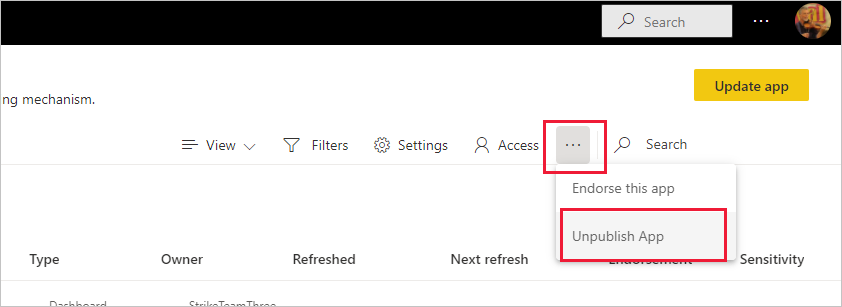 Search ...
ng mechanism.
Update app
View Filters Settings Access ... Search
Endorse this app
Unpublish App
Type Owner Refreshed Next refresh Endorsement Sensitivity
Dashboard StrikeTeamThree